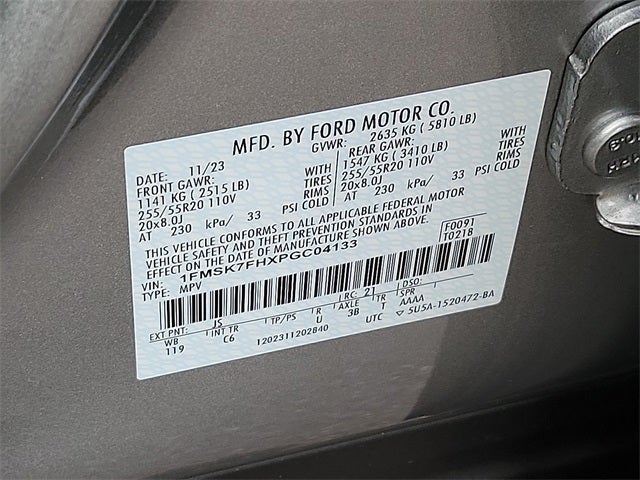 MFD. BY FORD MOTOR CO.
DATE: 11/23 GVWR: 2635 KG ( 5810 LB)
FRONT GAWR: REAR GAWR:
1141 KG ( 2515 LB) WITH 1547 KG ( 3410 LB) WITH
255/55R20 110V TIRES 255/55R20 110V TIRES
20x8.0J RIMS 20x8.0J RIMS
AT 230 kPa/ 33 PSI COLD AT 230 kPa/ 33 PSI COLD
THIS VEHICLE CONFORMS TO ALL APPLICABLE FEDERAL MOTOR
VEHICLE SAFETY AND THEFT PREVENTION STANDARDS IN
EFFECT ON THE DATE OF MANUFACTURE SHOWN ABOVE.
VIN: 1FMSK7FHXPGC04133 F0091
TYPE: MPV T0218
EXT PNT: JS RC: 21 DSO:
WB INT TR TP/PS R AXLE TR SPR
119 C6 U 3B T AAAA
1202311202840 UTC 5U5A-1520472-BA